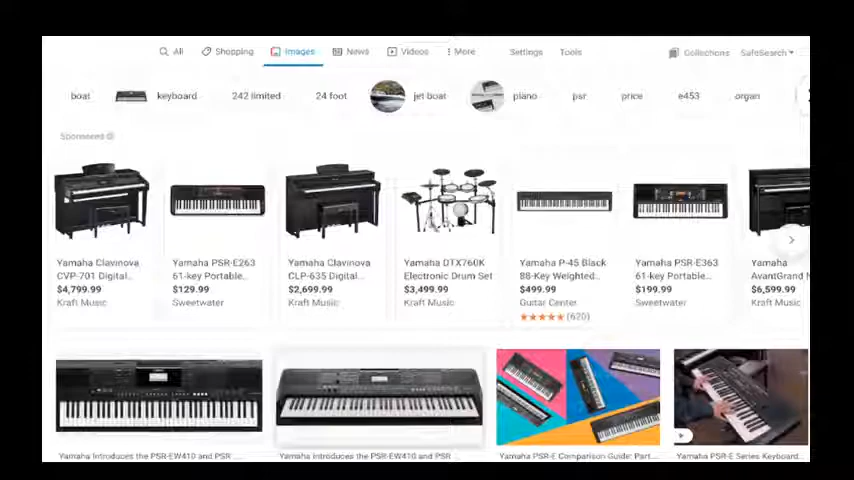 All Shopping Images News Videos More Settings Tools Collections SafeSearch
boat keyboard 242 limited 24 foot jet boat piano psr price e453 organ
Sponsored
Yamaha Clavinova Yamaha PSR-E263 Yamaha Clavinova Yamaha DTX760K Yamaha P-45 Black Yamaha PSR-E363 Yamaha
CVP-701 Digital... 61-key Portable... CLP-635 Digital... Electronic Drum Set 88-Key Weighted... 61-key Portable... AvantGrand
$4,799.99 $129.99 $2,699.99 $3,499.99 $499.99 $199.99 $6,599.99
Kraft Music Sweetwater Kraft Music Kraft Music Guitar Center Sweetwater Kraft Music
(620)
Yamaha Introduces the PSR-EW410 and PSR ... Yamaha Introduces the PSR-EW410 and PSR ... Yamaha PSR-E Comparison Guide: Part... Yamaha PSR-E Series Keyboard...